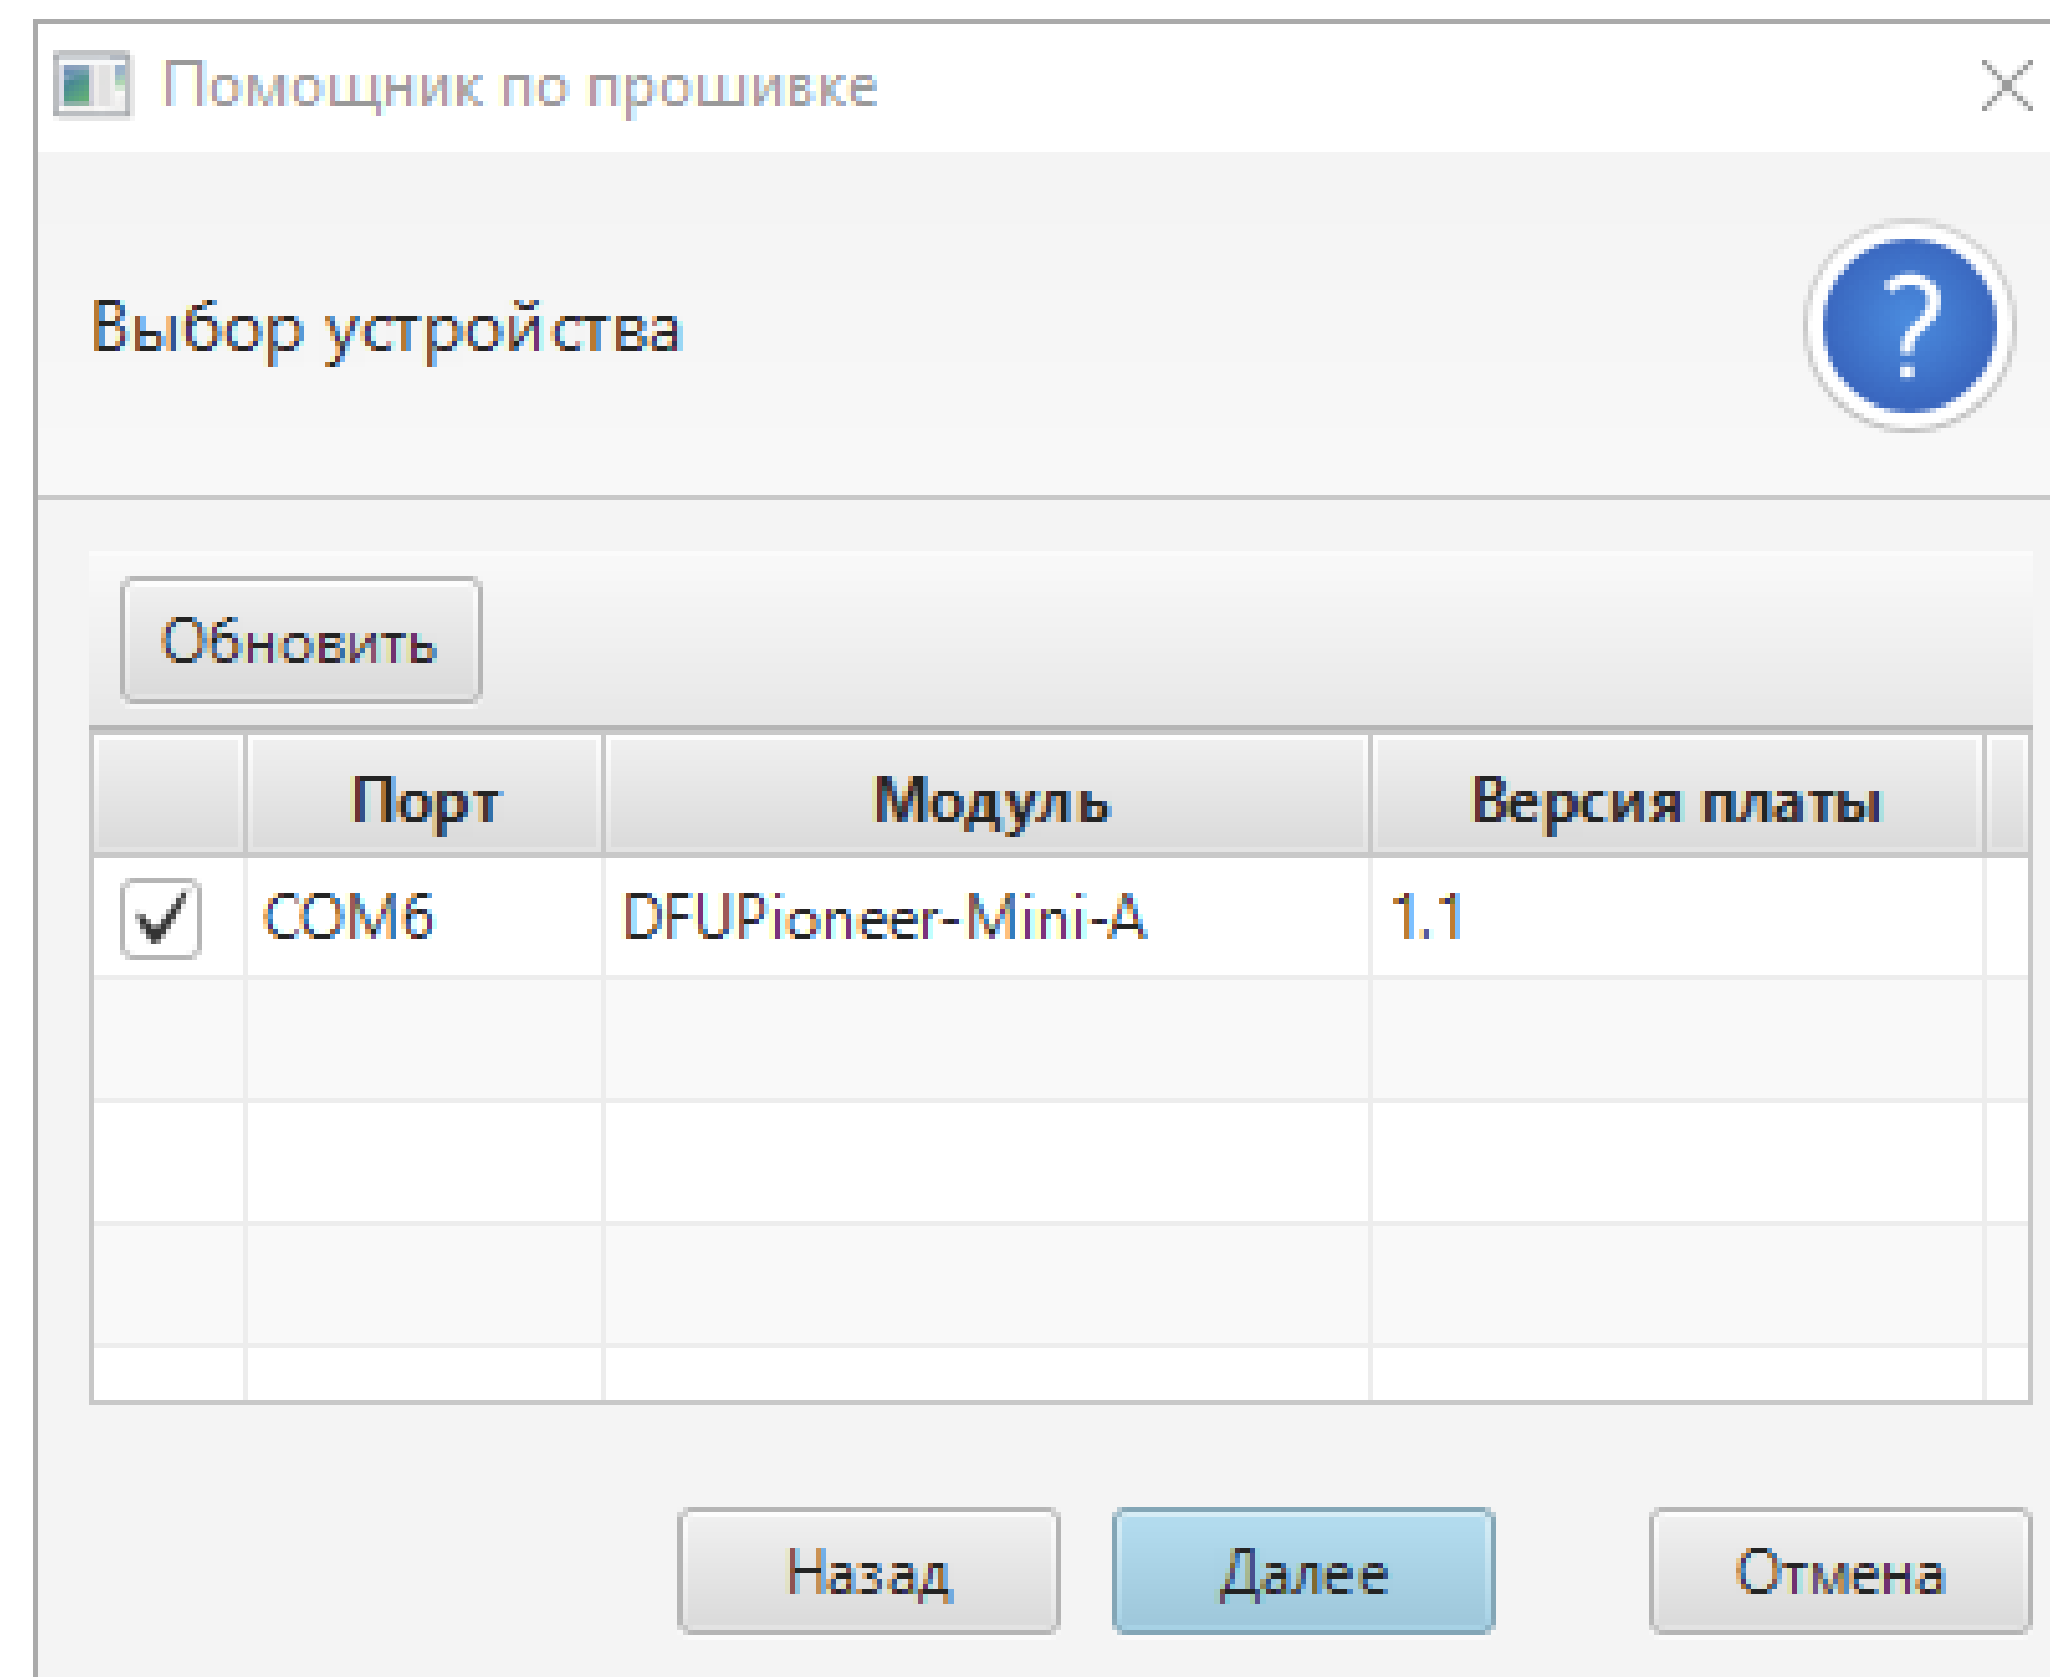 Помощник по прошивке
Выбор устройства
?
Обновить
Порт Модуль Версия платы
COM6 DFUPioneer-Mini-A 1.1
Назад Далее Отмена